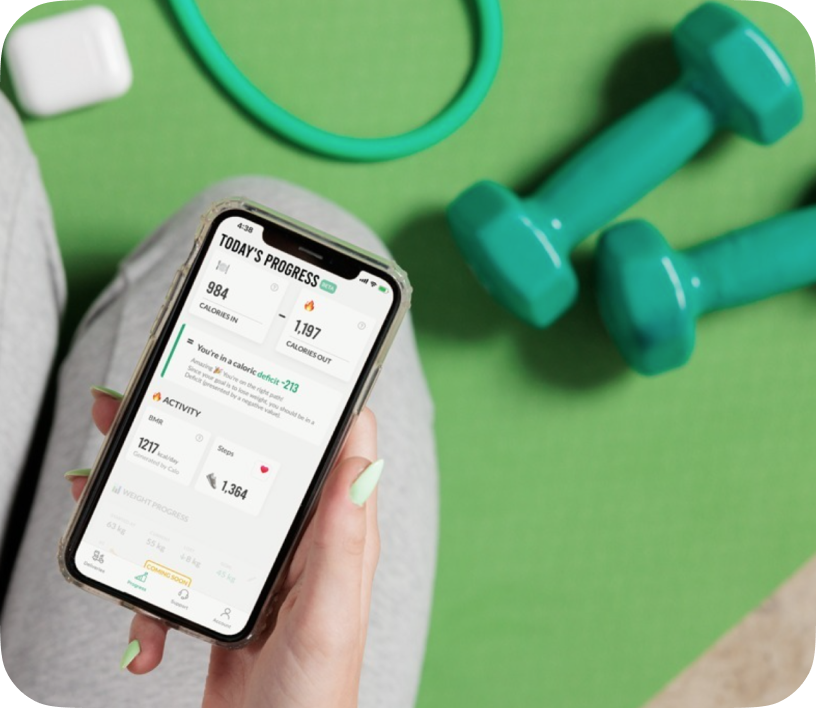 4:38
TODAY'S PROGRESS BETA
984
CALORIES IN
-
1,197
CALORIES OUT
= You're in a caloric deficit -213
Amazing 🎉 You're on the right path!
Since your goal is to lose weight, you should be in a
Deficit (presented by a negative value)
🔥 ACTIVITY
BMR
1217 kcal/day
Generated by Calo
Steps
1,364
WEIGHT PROGRESS
63 kg
55 kg
-8 kg
45 kg
COMING SOON
Deliveries
Progress
Support
Account